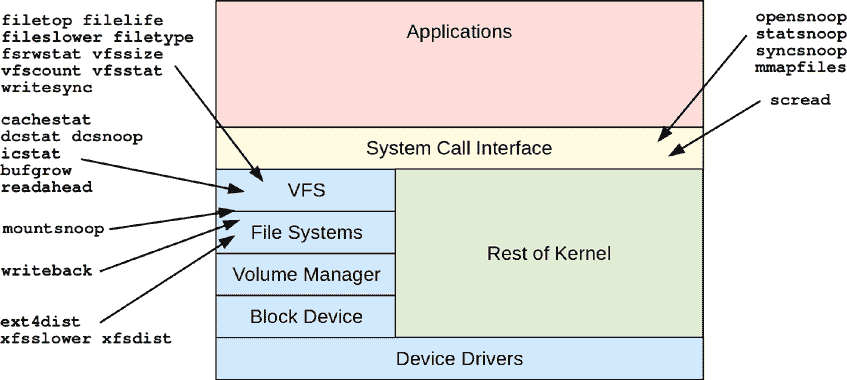 filetop filelife
fileslower filetype
fsrwstat vfssize
vfscount vfsstat
writesync
cachestat
dcstat dcsnoop
icstat
bufgrow
readahead
mountsnoop
writeback
ext4dist
xfsslower xfsdist
Applications
System Call Interface
VFS
File Systems
Volume Manager
Block Device
Rest of Kernel
Device Drivers
opensnoop
statsnoop
syncsnoop
mmapfiles
scread